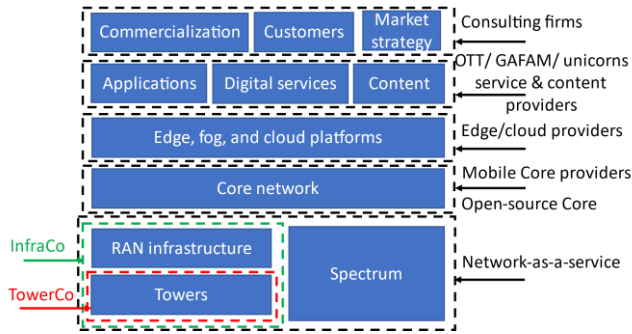 Commercialization
Customers
Market
strategy
Consulting firms
Applications
Digital services
Content
OTT/ GAFAM/ unicorns
service & content
providers
Edge, fog, and cloud platforms
Edge/cloud providers
Core network
Mobile Core providers
Open-source Core
InfraCo
RAN infrastructure
Spectrum
Network-as-a-service
TowerCo
Towers